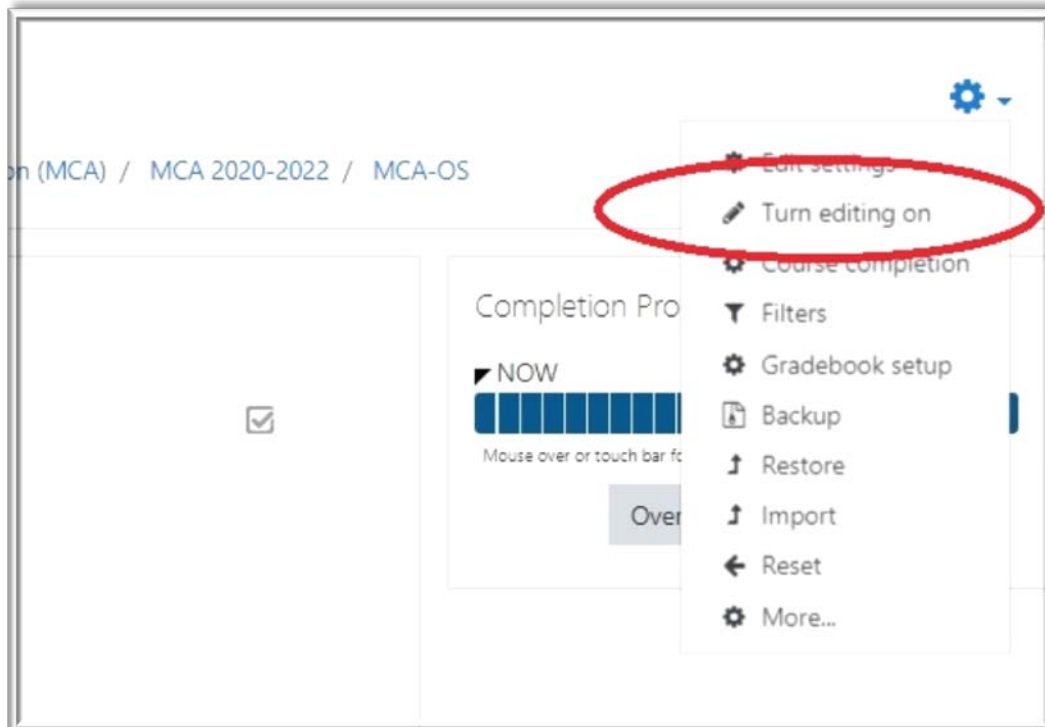 on (MCA) / MCA 2020-2022 / MCA-OS
Edit settings
Turn editing on
Course completion
Filters
Gradebook setup
Backup
Restore
Import
Reset
More...
Completion Pro
NOW
Mouse over or touch bar fo
Over